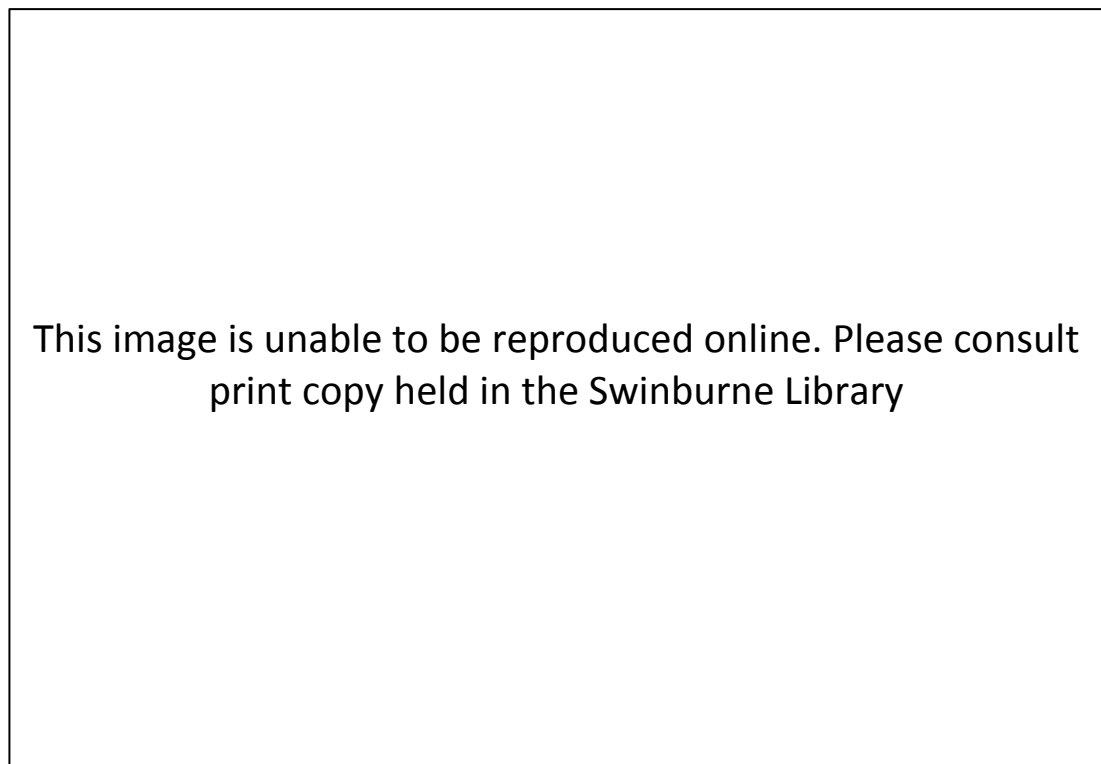 This image is unable to be reproduced online. Please consult
print copy held in the Swinburne Library